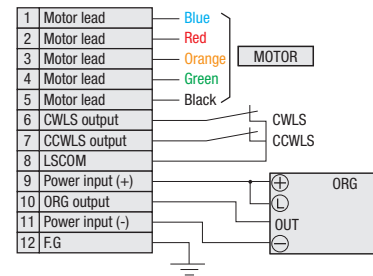 1 Motor lead Blue
2 Motor lead Red
3 Motor lead Orange MOTOR
4 Motor lead Green
5 Motor lead Black
6 CWLS output CWLS
7 CCWLS output CCWLS
8 LSCOM
9 Power input (+) + ORG
L
10 ORG output OUT
11 Power input (-) −
12 F.G